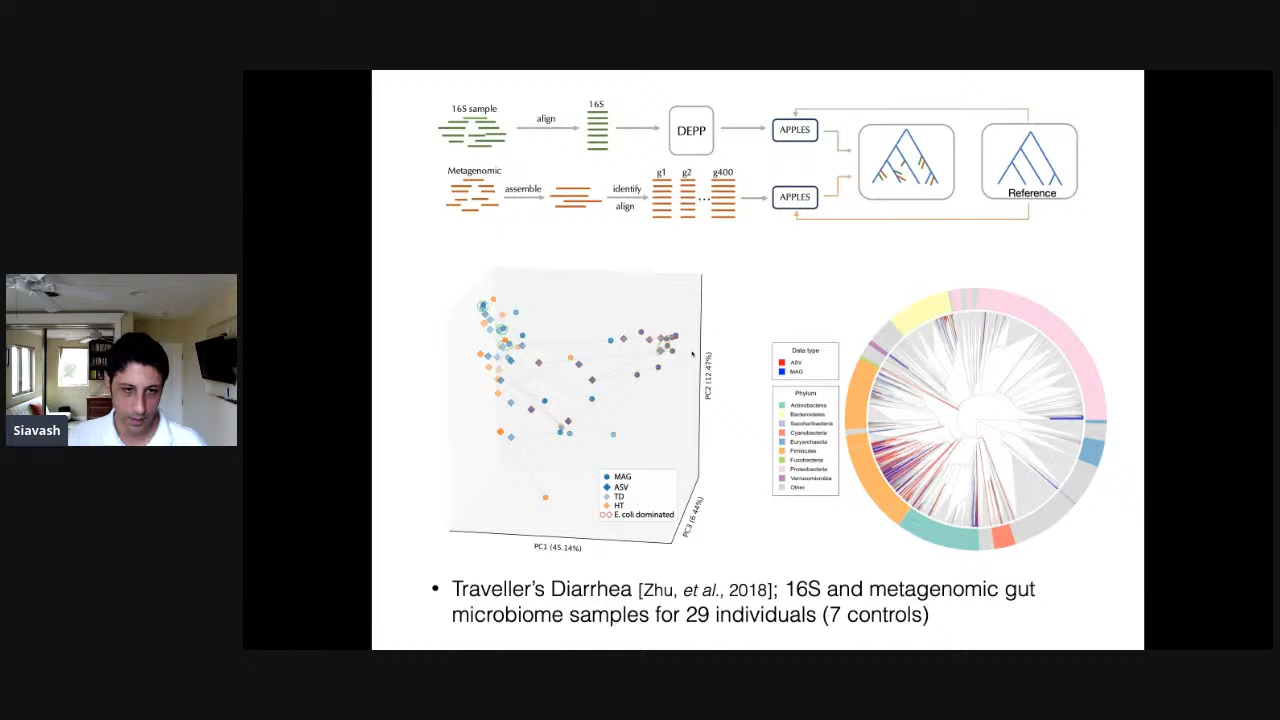 16S sample
align
16S
DEPP
APPLES
Metagenomic
assemble
identify
align
g1 g2 g400
...
APPLES
Reference
PC2 (12.47%)
PC3 (6.44%)
PC1 (45.14%)
MAG
ASV
TD
HT
E. coli dominated
Data type
ASV
MAG
Phylum
Actinobacteria
Bacteroidetes
Saccharibacteria
Cyanobacteria
Euryarchaeota
Firmicutes
Fusobacteria
Proteobacteria
Verrucomicrobia
Other
Siavash
• Traveller's Diarrhea [Zhu, et al., 2018]; 16S and metagenomic gut
microbiome samples for 29 individuals (7 controls)